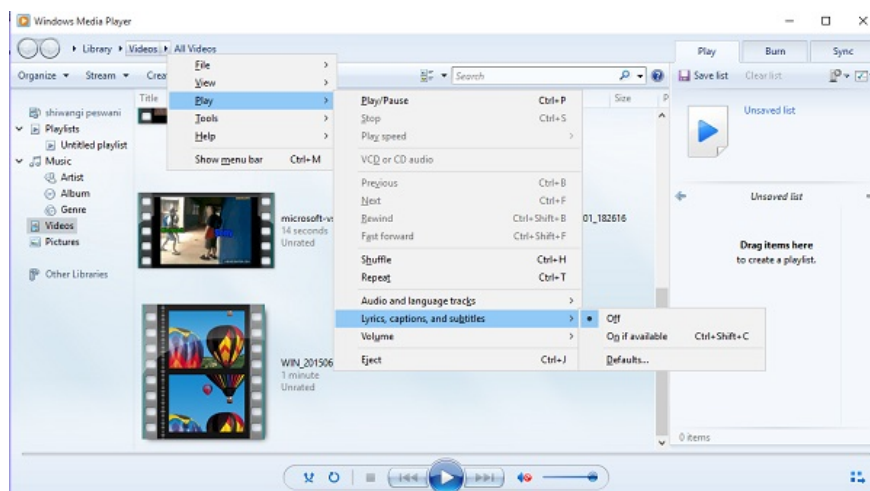 Windows Media Player
Library Videos All Videos
Play Burn Sync
Organize Stream
Search
Save list Clear list
File
View
Play
Tools
Help
Show menu bar Ctrl+M
Play/Pause Ctrl+P
Stop Ctrl+S
Play speed
VCD or CD audio
Previous Ctrl+B
Next Ctrl+F
Rewind Ctrl+Shift+B
Fast forward Ctrl+Shift+F
Shuffle Ctrl+H
Repeat Ctrl+T
Audio and language tracks
Lyrics, captions, and subtitles
Volume
Eject Ctrl+J
Off
On if available Ctrl+Shift+C
Defaults...
Title
Size
shiwangi peswani
Playlists
Untitled playlist
Music
Artist
Album
Genre
Videos
Pictures
Other Libraries
microsoft-vs
14 seconds
Unrated
01_182616
WIN_201506
1 minute
Unrated
Unsaved list
Unsaved list
Drag items here
to create a playlist.
0 items